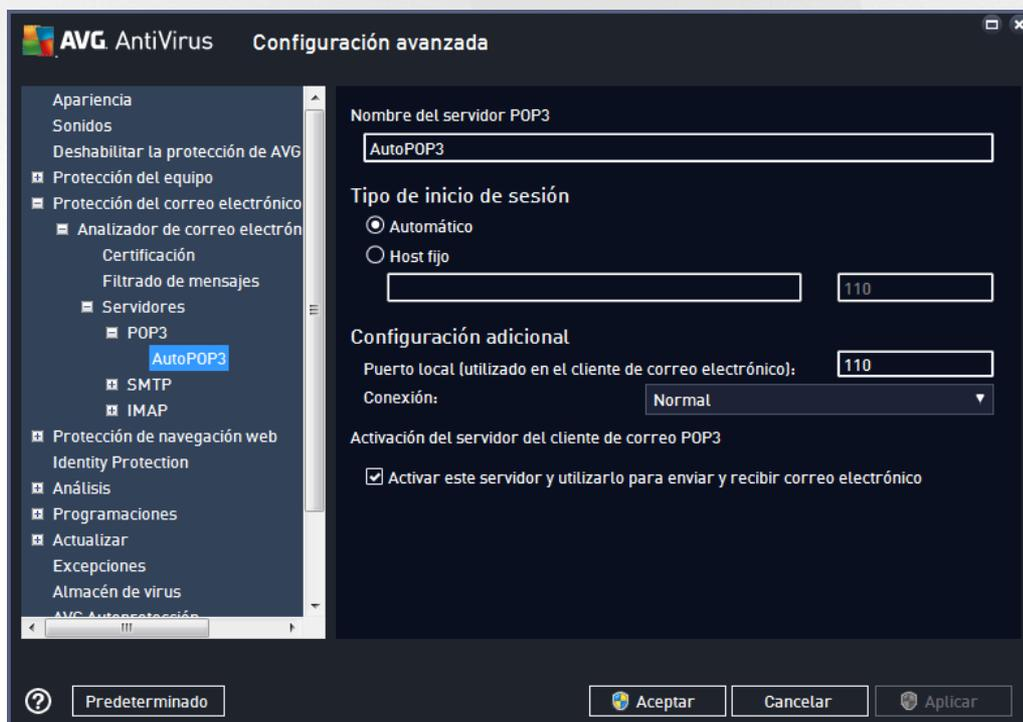 AVG AntiVirus
Configuración avanzada
Apariencia
Sonidos
Deshabilitar la protección de AVG
Protección del equipo
Protección del correo electrónico
Analizador de correo electrón
Certificación
Filtrado de mensajes
Servidores
POP3
AutoPOP3
SMTP
IMAP
Protección de navegación web
Identity Protection
Análisis
Programaciones
Actualizar
Excepciones
Almacén de virus
AVG Autoprotección
Nombre del servidor POP3
AutoPOP3
Tipo de inicio de sesión
Automático
Host fijo
110
Configuración adicional
Puerto local (utilizado en el cliente de correo electrónico): 110
Conexión: Normal
Activación del servidor del cliente de correo POP3
Activar este servidor y utilizarlo para enviar y recibir correo electrónico
? Predeterminado Aceptar Cancelar Aplicar